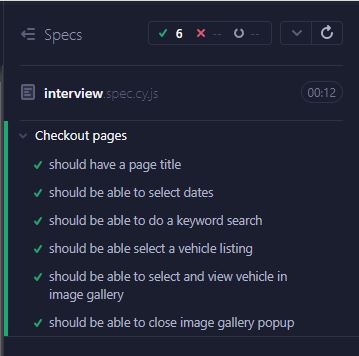 Specs
6
--
--
interview.spec.cy.js
00:12
Checkout pages
should have a page title
should be able to select dates
should be able to do a keyword search
should be able select a vehicle listing
should be able to select and view vehicle in
image gallery
should be able to close image gallery popup